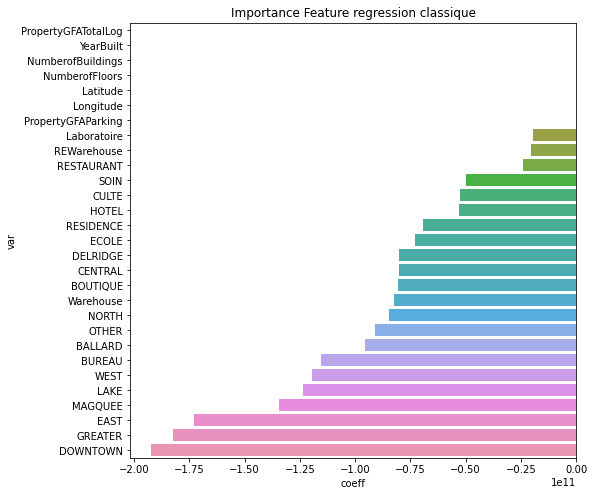 Importance Feature regression classique
PropertyGFATotalLog
YearBuilt
NumberofBuildings
NumberofFloors
Latitude
Longitude
PropertyGFAParking
Laboratoire
REWarehouse
RESTAURANT
SOIN
CULTE
HOTEL
RESIDENCE
ECOLE
DELRIDGE
CENTRAL
BOUTIQUE
Warehouse
NORTH
OTHER
BALLARD
BUREAU
WEST
LAKE
MAGQUEE
EAST
GREATER
DOWNTOWN
var
−2.00 −1.75 −1.50 −1.25 −1.00 −0.75 −0.50 −0.25 0.00
coeff
1e11